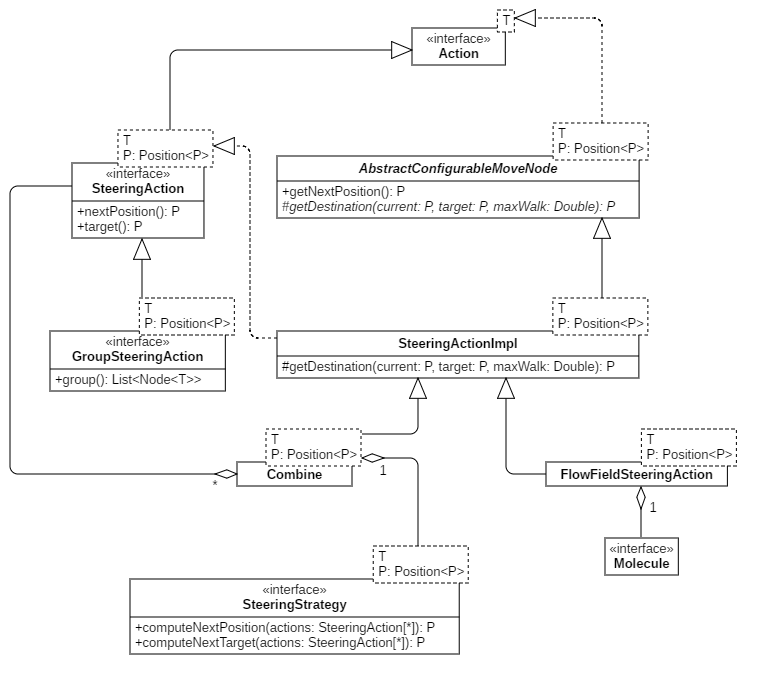 T
«interface»
Action
T
P: Position<P>
«interface»
SteeringAction
+nextPosition(): P
+target(): P
T
P: Position<P>
AbstractConfigurableMoveNode
+getNextPosition(): P
#getDestination(current: P, target: P, maxWalk: Double): P
T
P: Position<P>
«interface»
GroupSteeringAction
+group(): List<Node<T>>
T
P: Position<P>
SteeringActionImpl
#getDestination(current: P, target: P, maxWalk: Double): P
T
P: Position<P>
Combine
*
1
T
P: Position<P>
FlowFieldSteeringAction
1
«interface»
Molecule
T
P: Position<P>
«interface»
SteeringStrategy
+computeNextPosition(actions: SteeringAction[*]): P
+computeNextTarget(actions: SteeringAction[*]): P